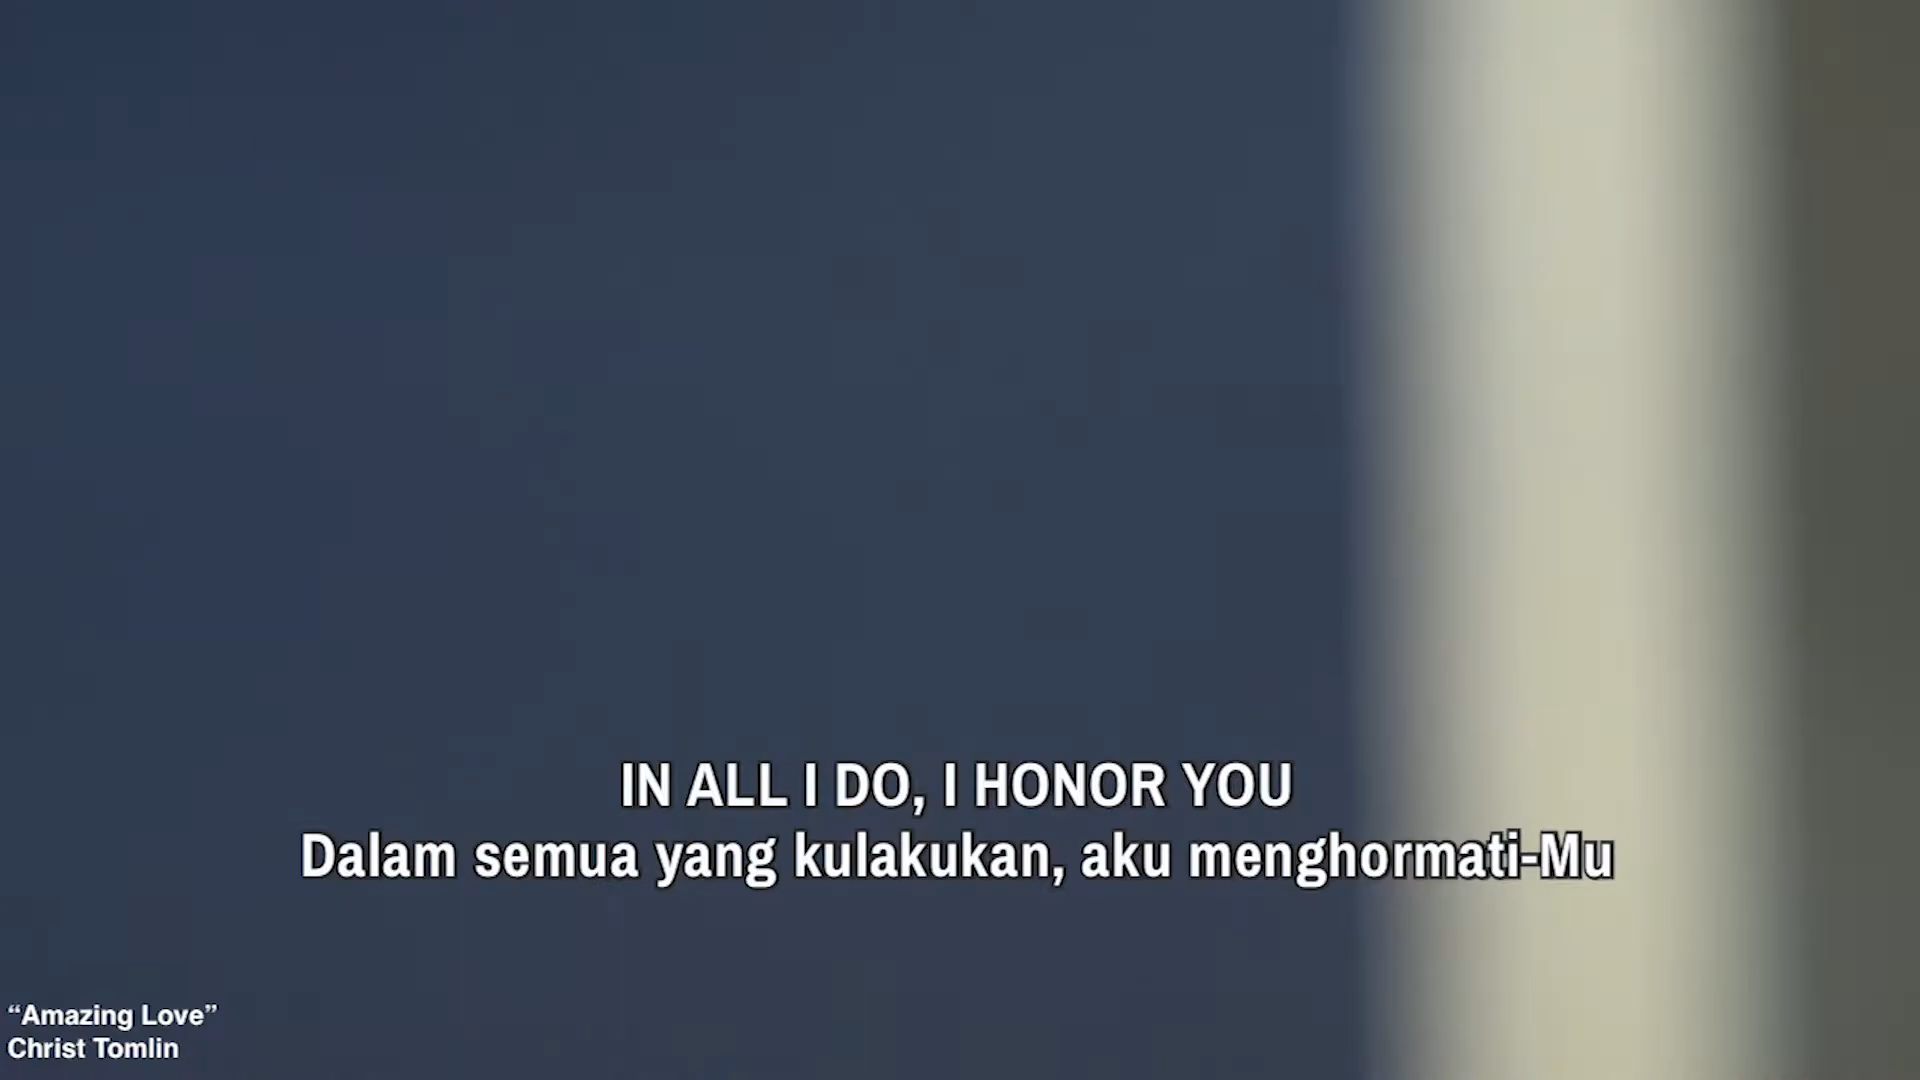 IN ALL I DO, I HONOR YOU
Dalam semua yang kulakukan, aku menghormati-Mu
“Amazing Love”
Christ Tomlin